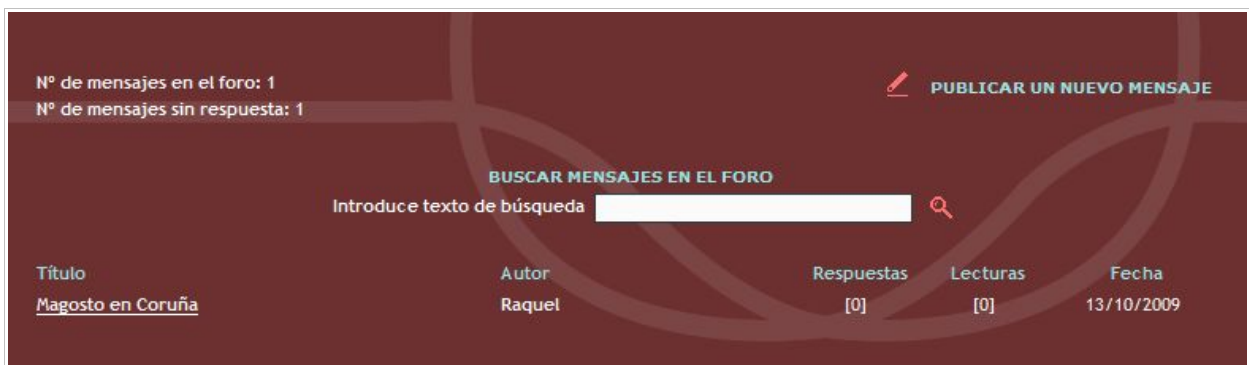 Nº de mensajes en el foro: 1
Nº de mensajes sin respuesta: 1
PUBLICAR UN NUEVO MENSAJE
BUSCAR MENSAJES EN EL FORO
Introduce texto de búsqueda
Título Autor Respuestas Lecturas Fecha
Magosto en Coruña Raquel [0] [0] 13/10/2009